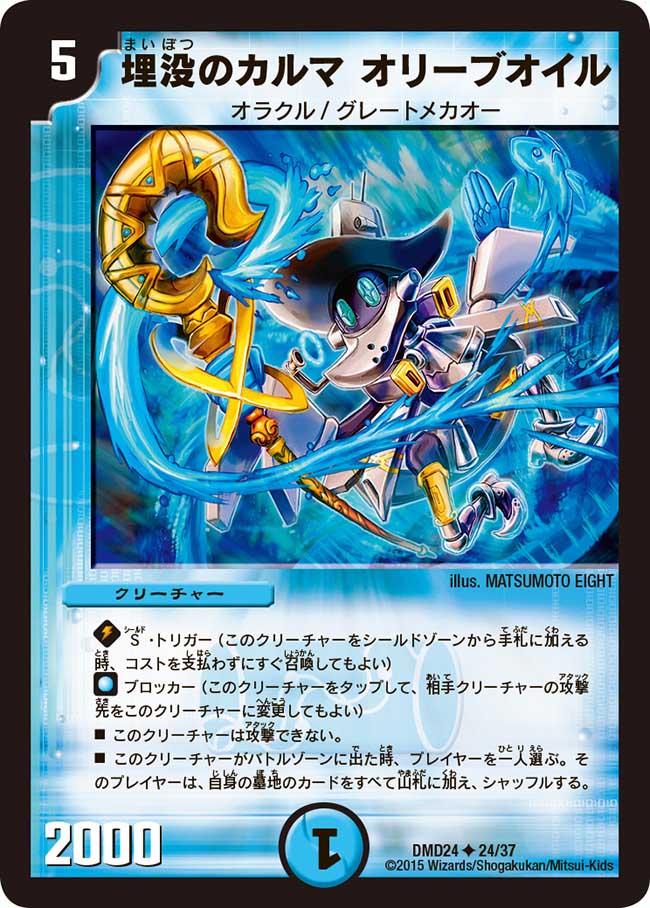 5
埋没のカルマ オリーブオイル
オラクル / グレートメカオー
illus. MATSUMOTO EIGHT
クリーチャー
S・トリガー (このクリーチャーをシールドゾーンから手札に加える
時、コストを支払わずにすぐ召喚してもよい)
ブロッカー (このクリーチャーをタップして、相手クリーチャーの攻撃
先をこのクリーチャーに変更してもよい)
■ このクリーチャーは攻撃できない。
■ このクリーチャーがバトルゾーンに出た時、プレイヤーを一人選ぶ。そ
のプレイヤーは、自身の墓地のカードをすべて山札に加え、シャッフルする。
2000
1
DMD24 ◆ 24/37
©2015 Wizards/Shogakukan/Mitsui-Kids